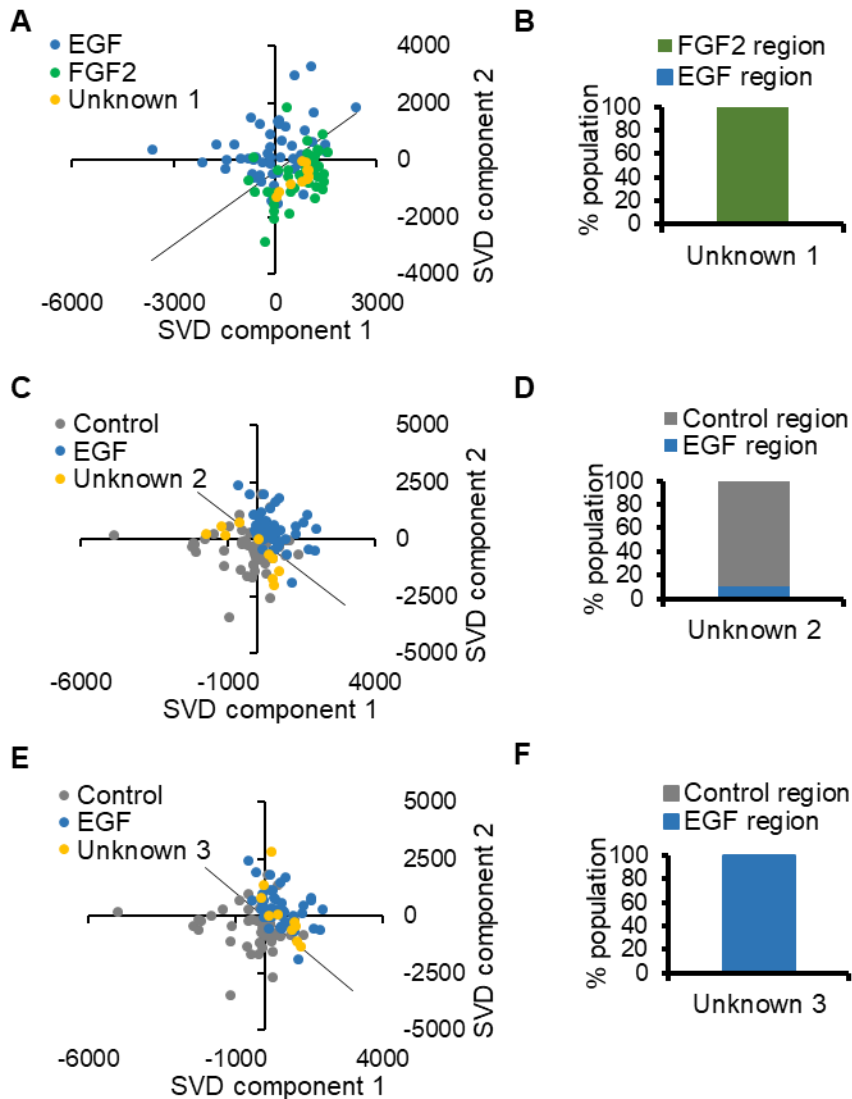 A
EGF
FGF2
Unknown 1
4000
2000
0
-2000
-4000
SVD component 2
-6000 -3000 0 3000
SVD component 1
B
FGF2 region
EGF region
100
80
60
40
20
0
% population
Unknown 1
C
Control
EGF
Unknown 2
5000
2500
0
-2500
-5000
SVD component 2
-6000 -1000 4000
SVD component 1
D
Control region
EGF region
100
80
60
40
20
0
% population
Unknown 2
E
Control
EGF
Unknown 3
5000
2500
0
-2500
-5000
SVD component 2
-6000 -1000 4000
SVD component 1
F
Control region
EGF region
100
80
60
40
20
0
% population
Unknown 3